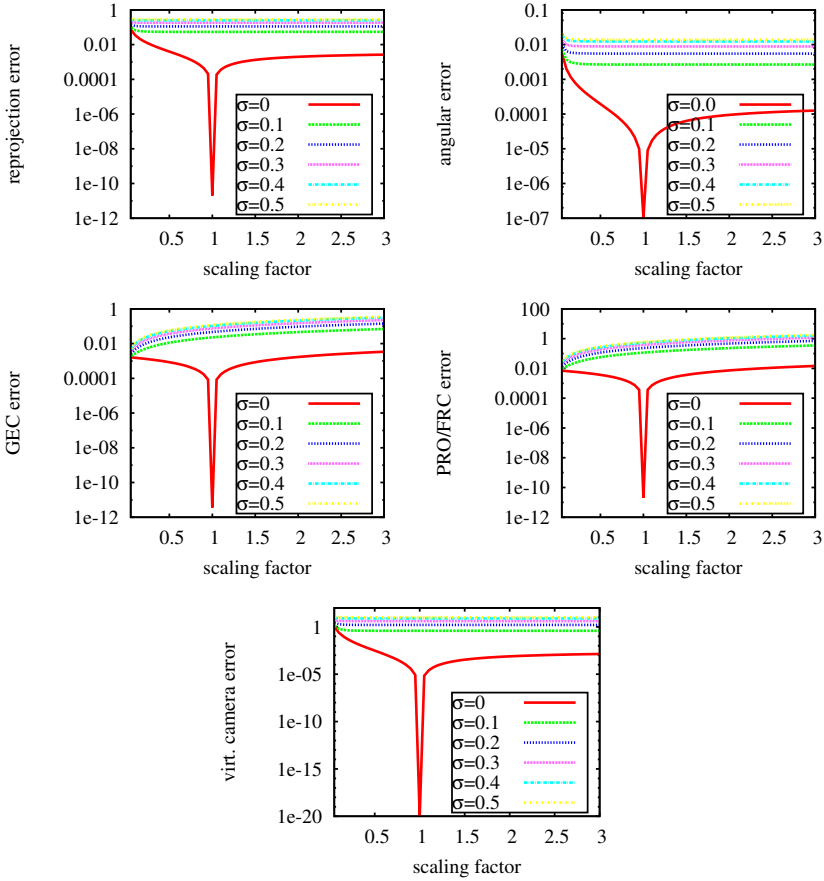 reprojection error
1
0.01
0.0001
1e-06
1e-08
1e-10
1e-12
σ=0
σ=0.1
σ=0.2
σ=0.3
σ=0.4
σ=0.5
0.5 1 1.5 2 2.5 3
scaling factor
angular error
0.1
0.01
0.001
0.0001
1e-05
1e-06
1e-07
σ=0.0
σ=0.1
σ=0.2
σ=0.3
σ=0.4
σ=0.5
0.5 1 1.5 2 2.5 3
scaling factor
GEC error
1
0.01
0.0001
1e-06
1e-08
1e-10
1e-12
σ=0
σ=0.1
σ=0.2
σ=0.3
σ=0.4
σ=0.5
0.5 1 1.5 2 2.5 3
scaling factor
PRO/FRC error
100
1
0.01
0.0001
1e-06
1e-08
1e-10
1e-12
σ=0
σ=0.1
σ=0.2
σ=0.3
σ=0.4
σ=0.5
0.5 1 1.5 2 2.5 3
scaling factor
virt. camera error
1
1e-05
1e-10
1e-15
1e-20
σ=0
σ=0.1
σ=0.2
σ=0.3
σ=0.4
σ=0.5
0.5 1 1.5 2 2.5 3
scaling factor